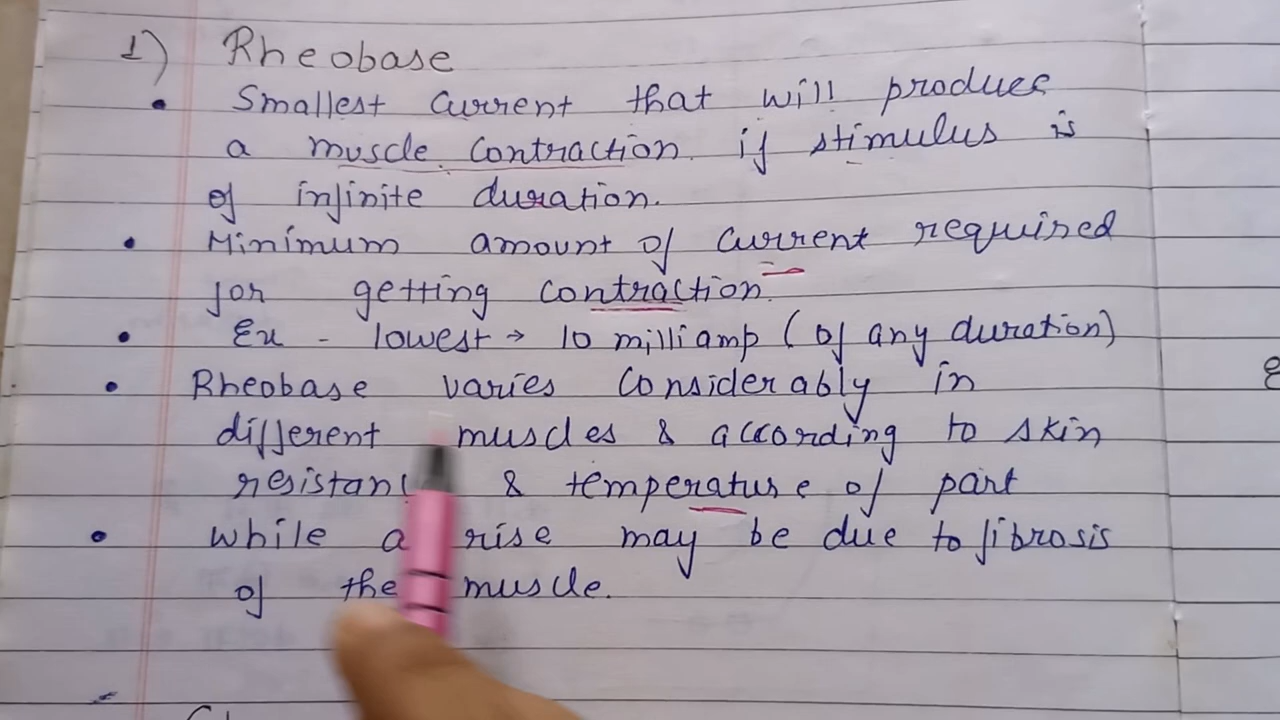 1) Rheobase
• Smallest current that will produce
a muscle contraction if stimulus is
of infinite duration.
• Minimum amount of current required
for getting contraction.
• Ex - lowest → 10 milliamp (of any duration)
• Rheobase varies considerably in
different muscles & according to skin
resistanc & temperature of part
• while a rise may be due to fibrosis
of the muscle.